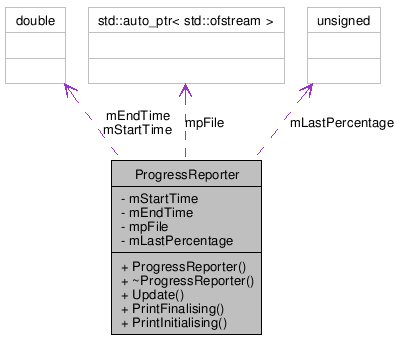 double
std::auto_ptr< std::ofstream >
unsigned
mEndTime
mStartTime
mpFile
mLastPercentage
ProgressReporter
- mStartTime
- mEndTime
- mpFile
- mLastPercentage
+ ProgressReporter()
+ ~ProgressReporter()
+ Update()
+ PrintFinalising()
+ PrintInitialising()